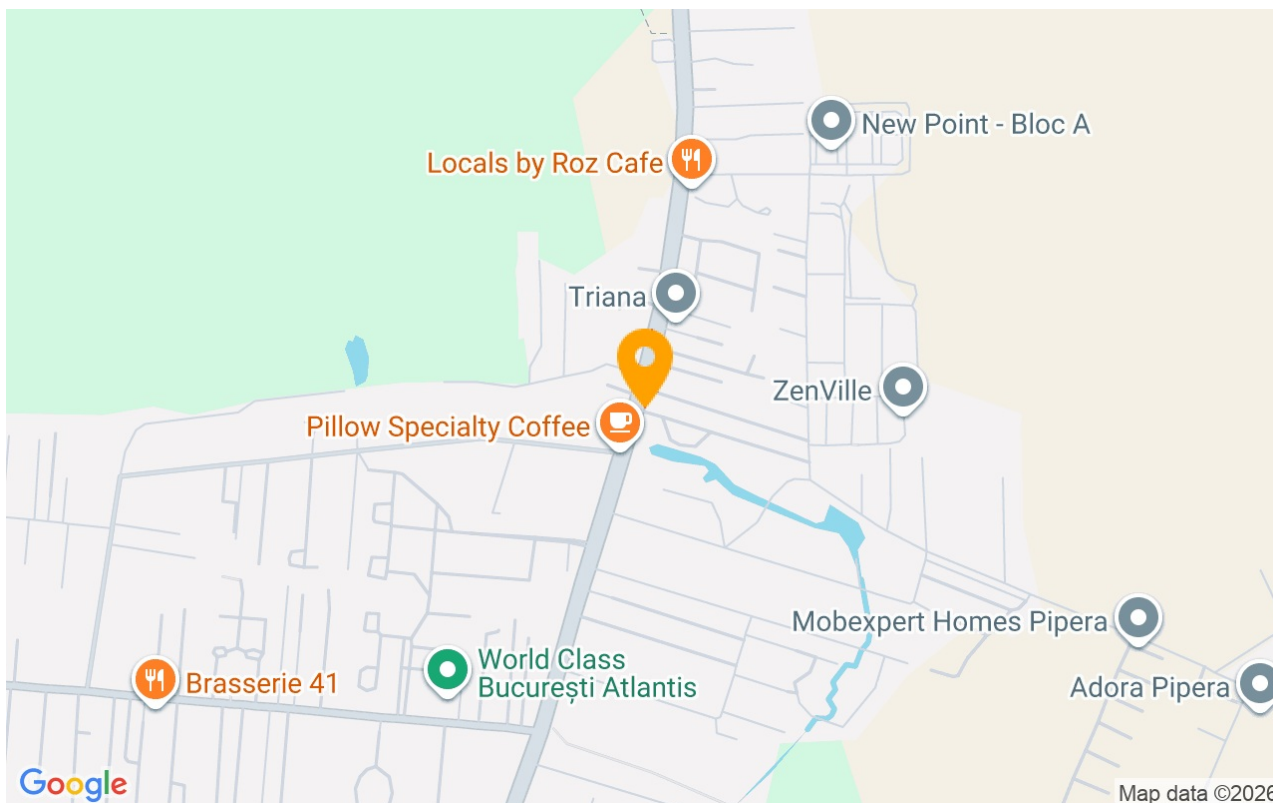 New Point - Bloc A
Locals by Roz Cafe
Triana
ZenVille
Pillow Specialty Coffee
Mobexpert Homes Pipera
World Class
București Atlantis
Brasserie 41
Adora Pipera
Google
Map data ©2026